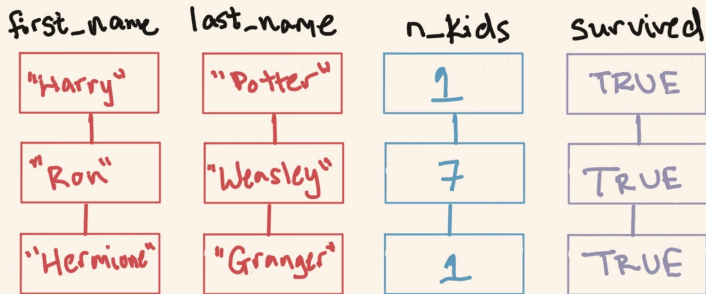 first_name last_name n_kids survived
"Harry" "Potter" 1 TRUE
"Ron" "Weasley" 7 TRUE
"Hermione" "Granger" 1 TRUE